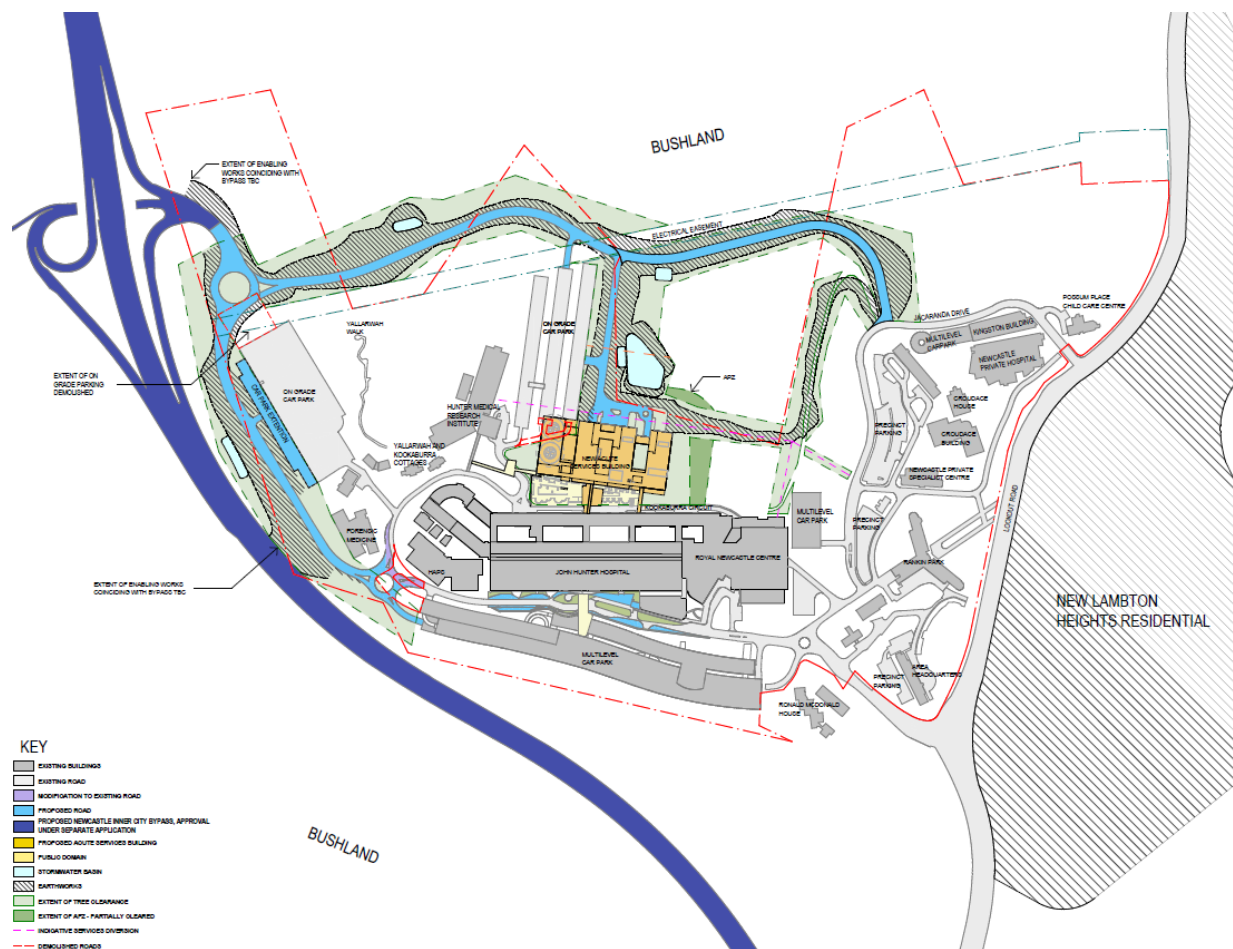 BUSHLAND
EXTENT OF ENABLING
WORKS COINCIDING WITH
BYPASS TBC
ELECTRICAL EASEMENT
POSSUM PLACE
CHILD CARE CENTRE
JACARANDA DRIVE
KINGSTON BUILDING
MULTILEVEL
CARPARK
NEWCASTLE
PRIVATE HOSPITAL
YALLARWAH
WALK
ON GRADE
CAR PARK
EXTENT OF ON
GRADE PARKING
DEMOLISHED
ON GRADE
CAR PARK
CAR PARK EXTENTION
APZ
CROUDACE
HOUSE
HUNTER MEDICAL
RESEARCH
INSTITUTE
PRECINCT
PARKING
CROUDACE
BUILDING
YALLARWAH AND
KOOKABURRA
COTTAGES
NEW ACUTE
SERVICES BUILDING
NEWCASTLE PRIVATE
SPECIALIST CENTRE
KOOKABURRA CIRCUIT
MULTILEVEL
CAR PARK
PRECINCT
PARKING
LOOKOUT ROAD
FORENSIC
MEDICINE
ROYAL NEWCASTLE CENTRE
RANKIN PARK
HAPS
JOHN HUNTER HOSPITAL
EXTENT OF ENABLING WORKS
COINCIDING WITH BYPASS TBC
NEW LAMBTON
HEIGHTS RESIDENTIAL
MULTILEVEL
CAR PARK
AREA
HEADQUARTERS
PRECINCT
PARKING
RONALD MCDONALD
HOUSE
BUSHLAND
KEY
EXISTING BUILDINGS
EXISTING ROAD
MODIFICATION TO EXISTING ROAD
PROPOSED ROAD
PROPOSED NEWCASTLE INNER CITY BYPASS, APPROVAL
UNDER SEPARATE APPLICATION
PROPOSED ACUTE SERVICES BUILDING
PUBLIC DOMAIN
STORMWATER BASIN
EARTHWORKS
EXTENT OF TREE CLEARANCE
EXTENT OF APZ - PARTIALLY CLEARED
INDICATIVE SERVICES DIVERSION
DEMOLISHED ROADS